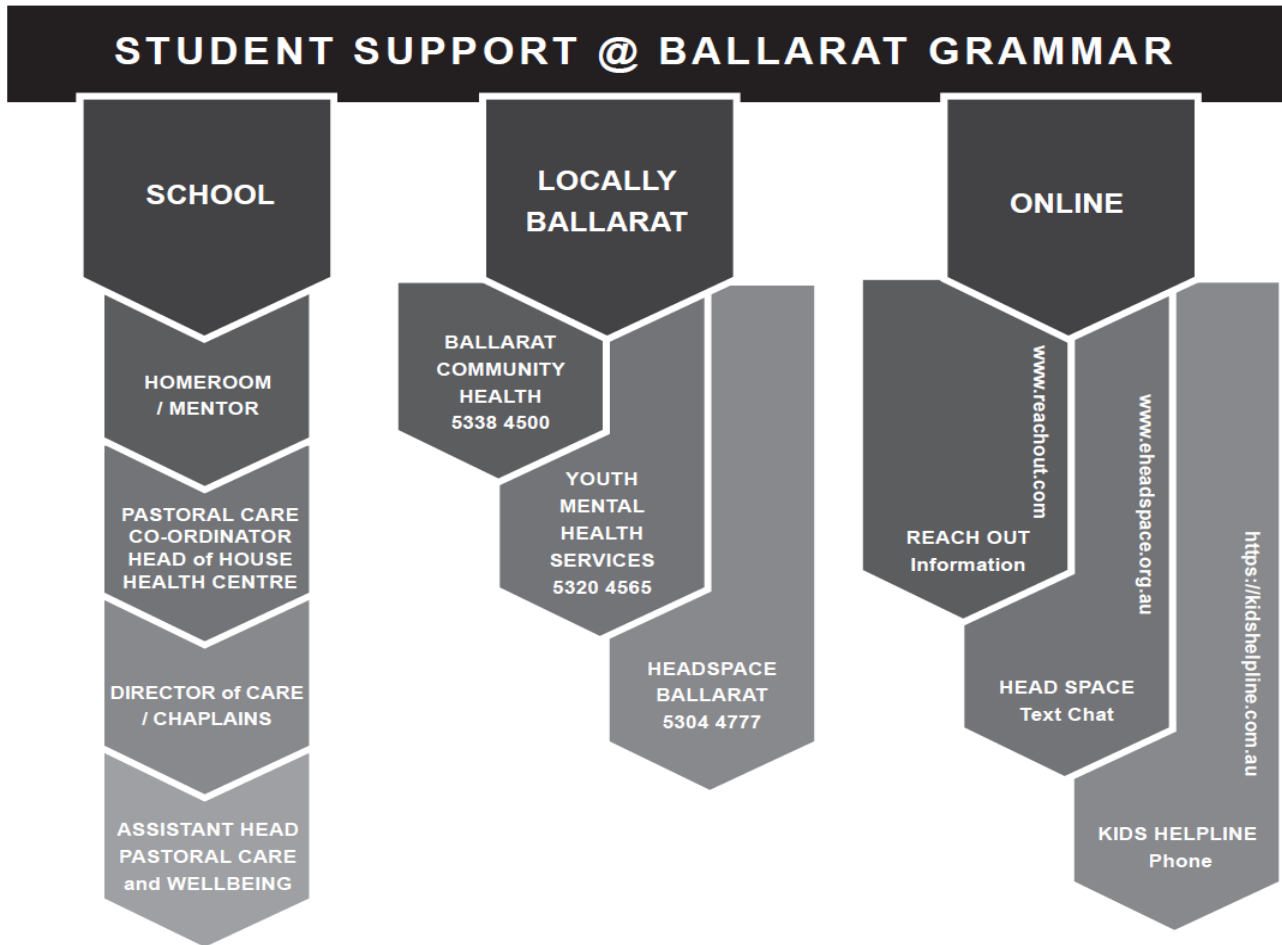 STUDENT SUPPORT @ BALLARAT GRAMMAR
SCHOOL
HOMEROOM
/ MENTOR
PASTORAL CARE
CO-ORDINATOR
HEAD of HOUSE
HEALTH CENTRE
DIRECTOR of CARE
/ CHAPLAINS
ASSISTANT HEAD
PASTORAL CARE
and WELLBEING
LOCALLY
BALLARAT
BALLARAT
COMMUNITY
HEALTH
5338 4500
YOUTH
MENTAL
HEALTH
SERVICES
5320 4565
HEADSPACE
BALLARAT
5304 4777
ONLINE
www.reachout.com
REACH OUT
Information
www.eheadspace.org.au
HEAD SPACE
Text Chat
https://kidshelpline.com.au
KIDS HELPLINE
Phone